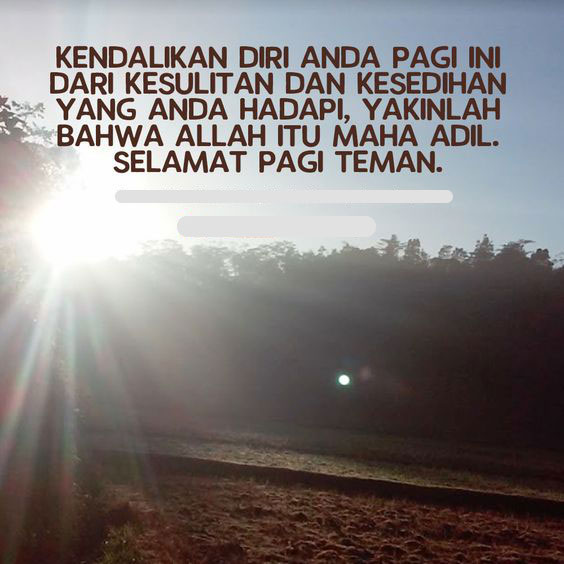 KENDALIKAN DIRI ANDA PAGI INI
DARI KESULITAN DAN KESEDIHAN
YANG ANDA HADAPI, YAKINLAH
BAHWA ALLAH ITU MAHA ADIL.
SELAMAT PAGI TEMAN.